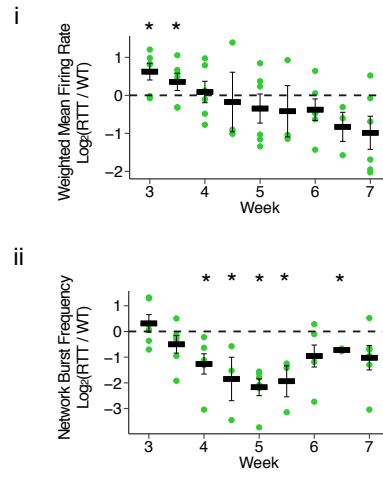 i
* *
Weighted Mean Firing Rate
Log₂(RTT / WT)
1
0
−1
−2
3 4 5 6 7
Week
ii
* * * * *
Network Burst Frequency
Log₂(RTT / WT)
1
0
−1
−2
−3
3 4 5 6 7
Week